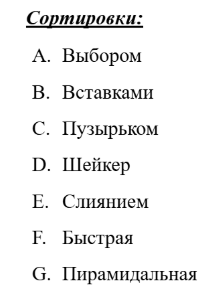 Сортировки:
A. Выбором
B. Вставками
C. Пузырьком
D. Шейкер
E. Слиянием
F. Быстрая
G. Пирамидальная